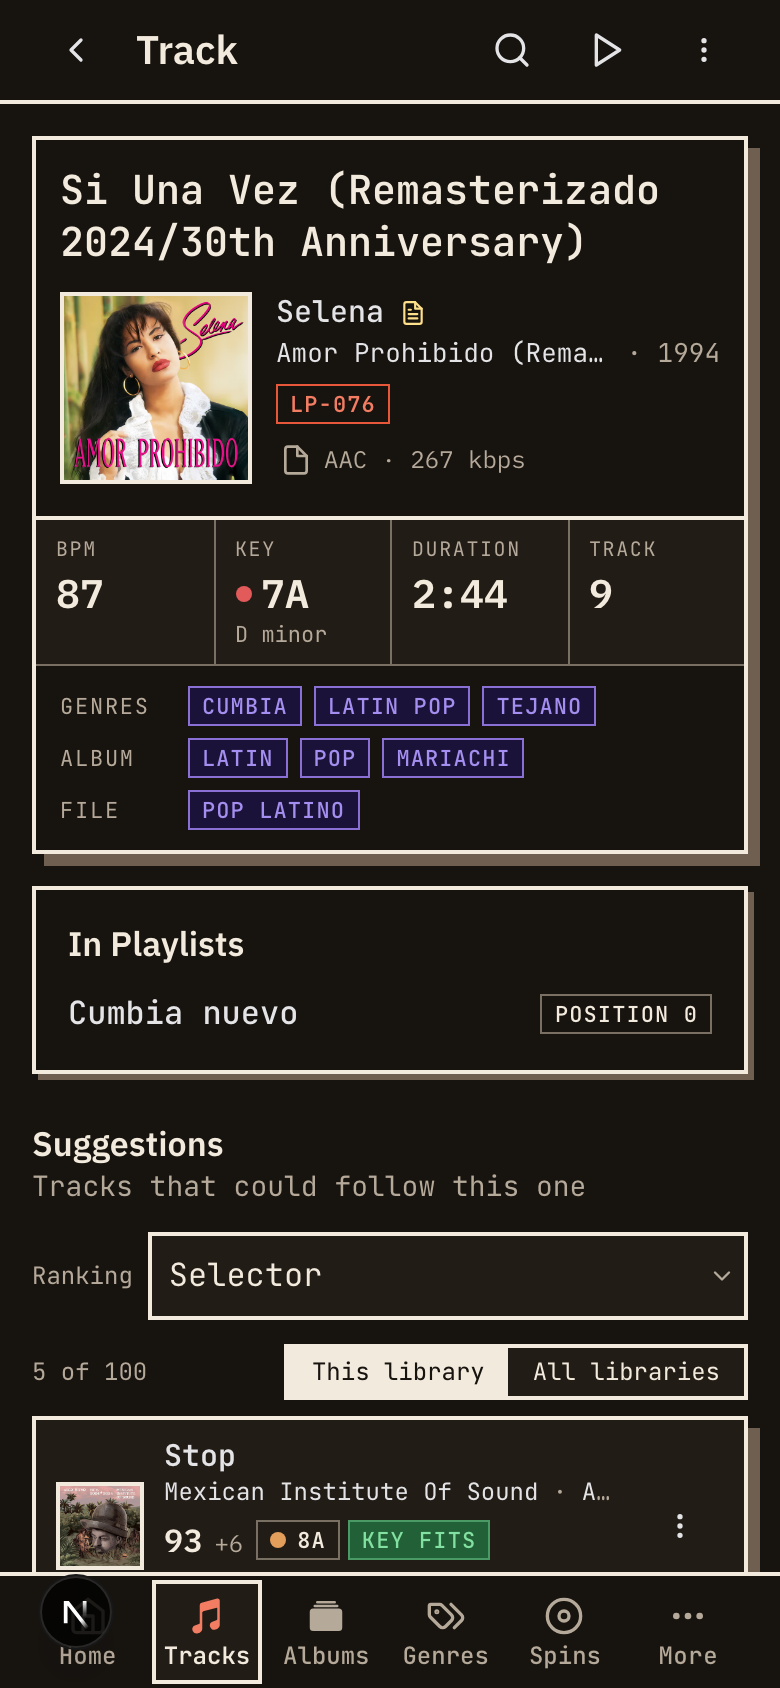 Track
Si Una Vez (Remasterizado
2024/30th Anniversary)
Selena
AMOR PROHIBIDO
Selena
Amor Prohibido (Rema… · 1994
LP-076
AAC · 267 kbps
BPM
87
KEY
7A
D minor
DURATION
2:44
TRACK
9
GENRES CUMBIA LATIN POP TEJANO
ALBUM LATIN POP MARIACHI
FILE POP LATINO
In Playlists
Cumbia nuevo POSITION 0
Suggestions
Tracks that could follow this one
Ranking Selector
5 of 100 This library All libraries
Stop
Mexican Institute Of Sound · A…
93 +6 8A KEY FITS
N
Home Tracks Albums Genres Spins More